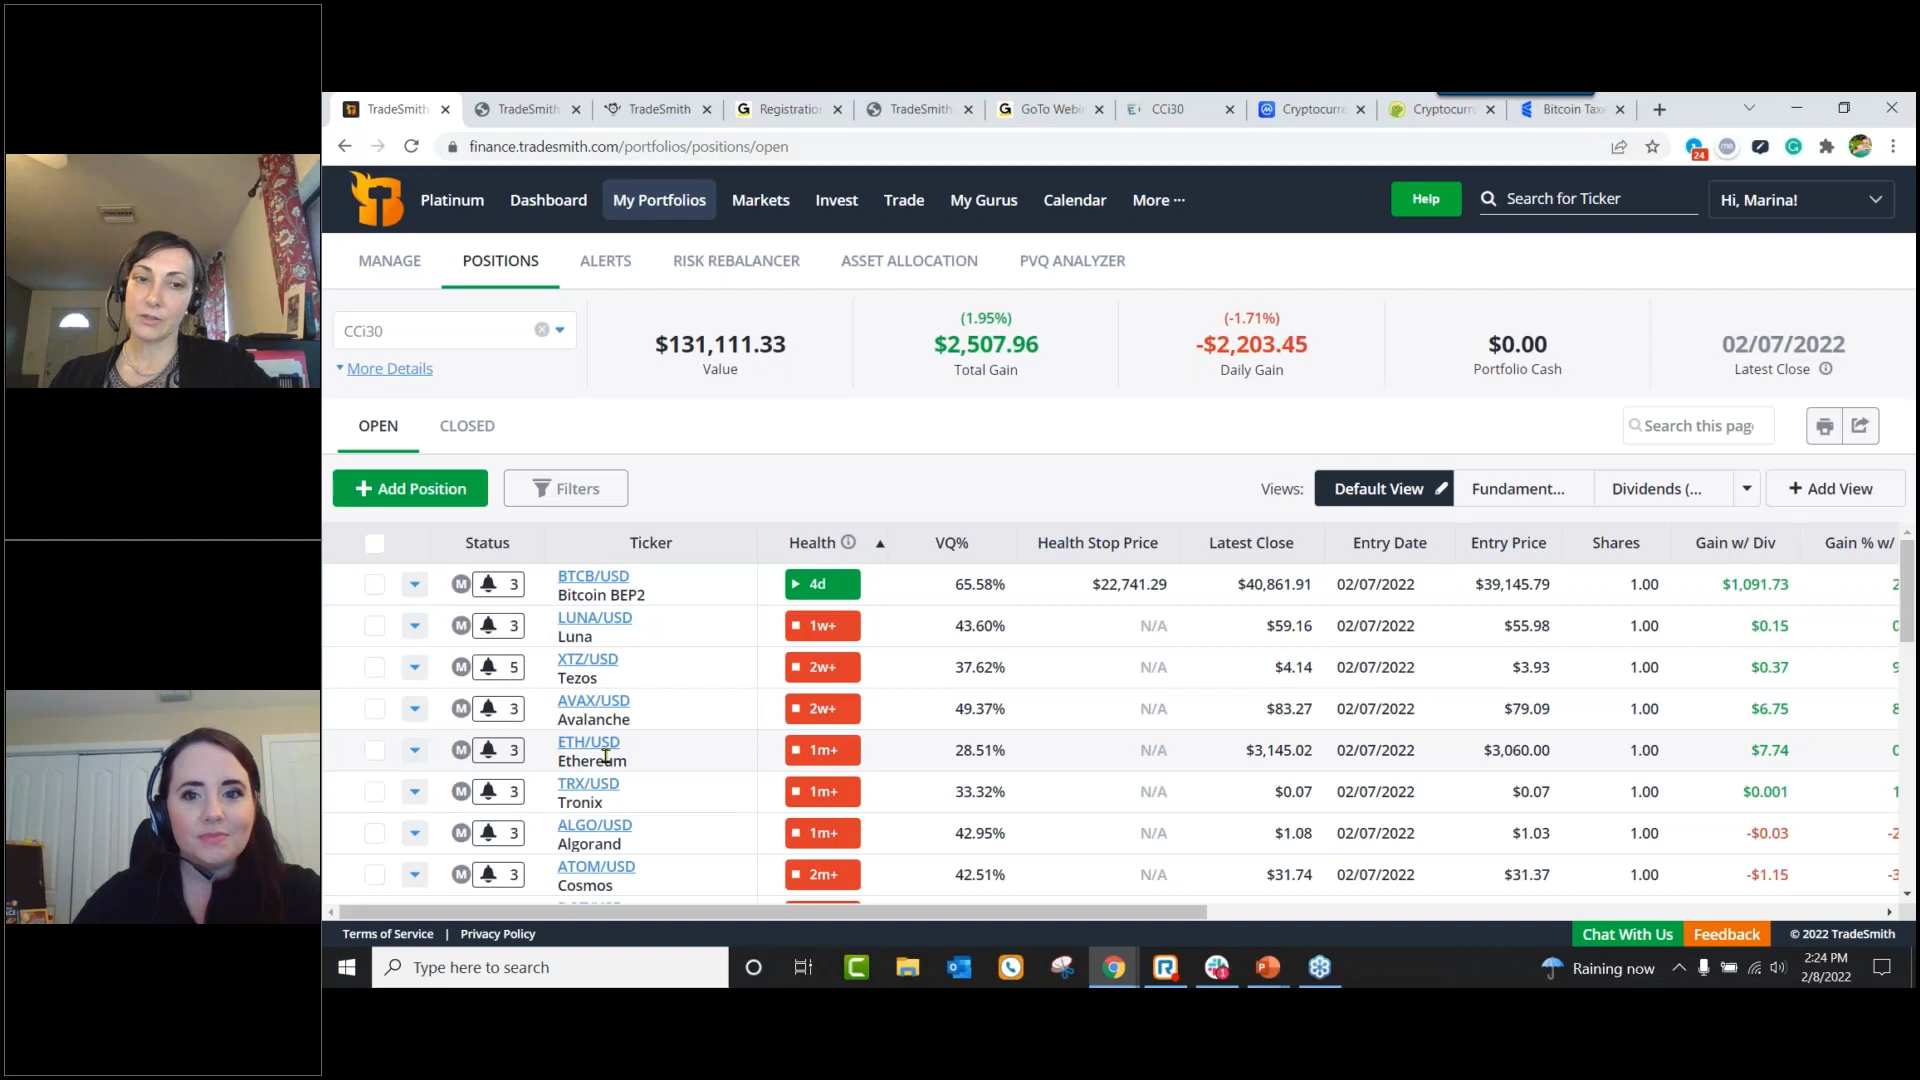 TradeSmith
TradeSmith
TradeSmith
G Registration
TradeSmith
G GoTo Webi
CCi30
Cryptocurre
Cryptocurr
Bitcoin Tax
finance.tradesmith.com/portfolios/positions/open
24
Platinum
Dashboard
My Portfolios
Markets
Invest
Trade
My Gurus
Calendar
More ···
Help
Search for Ticker
Hi, Marina!
MANAGE
POSITIONS
ALERTS
RISK REBALANCER
ASSET ALLOCATION
PVQ ANALYZER
CCi30
More Details
$131,111.33
Value
(1.95%)
$2,507.96
Total Gain
(-1.71%)
-$2,203.45
Daily Gain
$0.00
Portfolio Cash
02/07/2022
Latest Close
OPEN
CLOSED
Search this pag
+ Add Position
Filters
Views:
Default View
Fundament...
Dividends (...
+ Add View
Status Ticker Health VQ% Health Stop Price Latest Close Entry Date Entry Price Shares Gain w/ Div Gain % w/
M 3 BTCB/USD 4d 65.58% $22,741.29 $40,861.91 02/07/2022 $39,145.79 1.00 $1,091.73 2
Bitcoin BEP2
M 3 LUNA/USD 1w+ 43.60% N/A $59.16 02/07/2022 $55.98 1.00 $0.15 0
Luna
M 5 XTZ/USD 2w+ 37.62% N/A $4.14 02/07/2022 $3.93 1.00 $0.37 9
Tezos
M 3 AVAX/USD 2w+ 49.37% N/A $83.27 02/07/2022 $79.09 1.00 $6.75 8
Avalanche
M 3 ETH/USD 1m+ 28.51% N/A $3,145.02 02/07/2022 $3,060.00 1.00 $7.74 0
Ethereum
M 3 TRX/USD 1m+ 33.32% N/A $0.07 02/07/2022 $0.07 1.00 $0.001 1
Tronix
M 3 ALGO/USD 1m+ 42.95% N/A $1.08 02/07/2022 $1.03 1.00 -$0.03 -2
Algorand
M 3 ATOM/USD 2m+ 42.51% N/A $31.74 02/07/2022 $31.37 1.00 -$1.15 -3
Cosmos
Terms of Service | Privacy Policy
Chat With Us
Feedback
© 2022 TradeSmith
Type here to search
Raining now
2:24 PM
2/8/2022